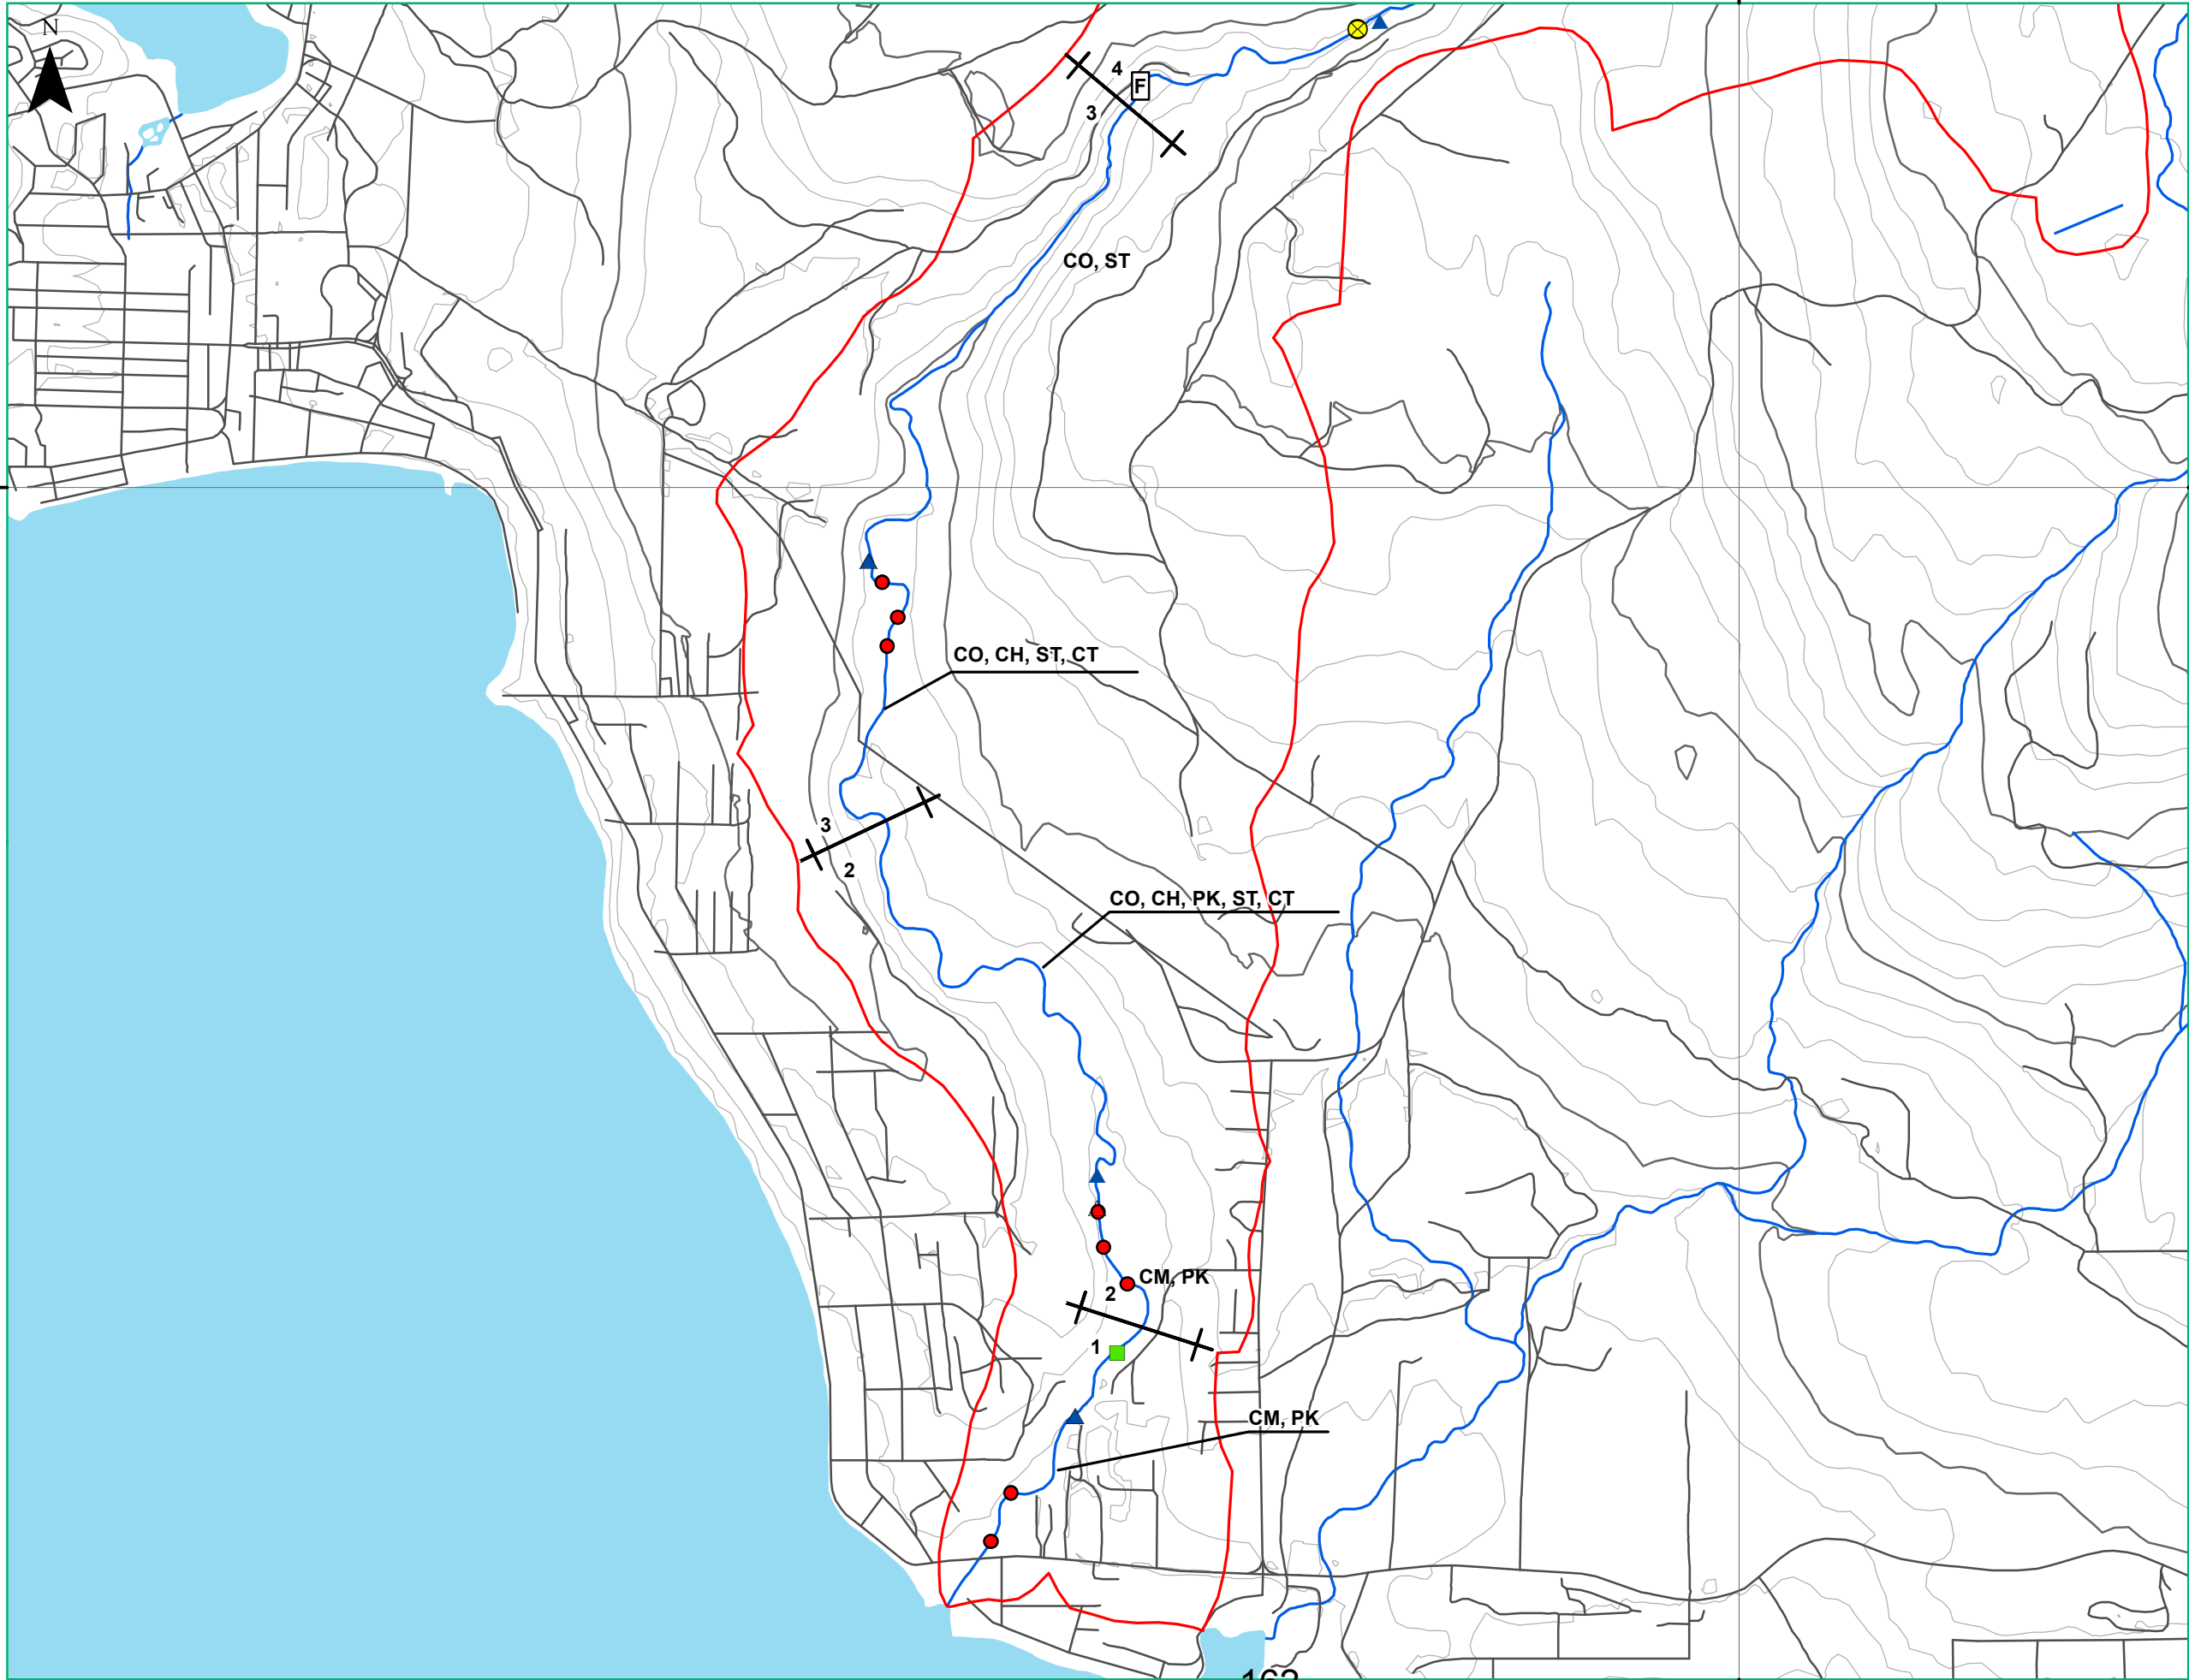 N
4
F
3
CO, ST
CO, CH, ST, CT
3
2
CO, CH, PK, ST, CT
CM, PK
2
1
CM, PK